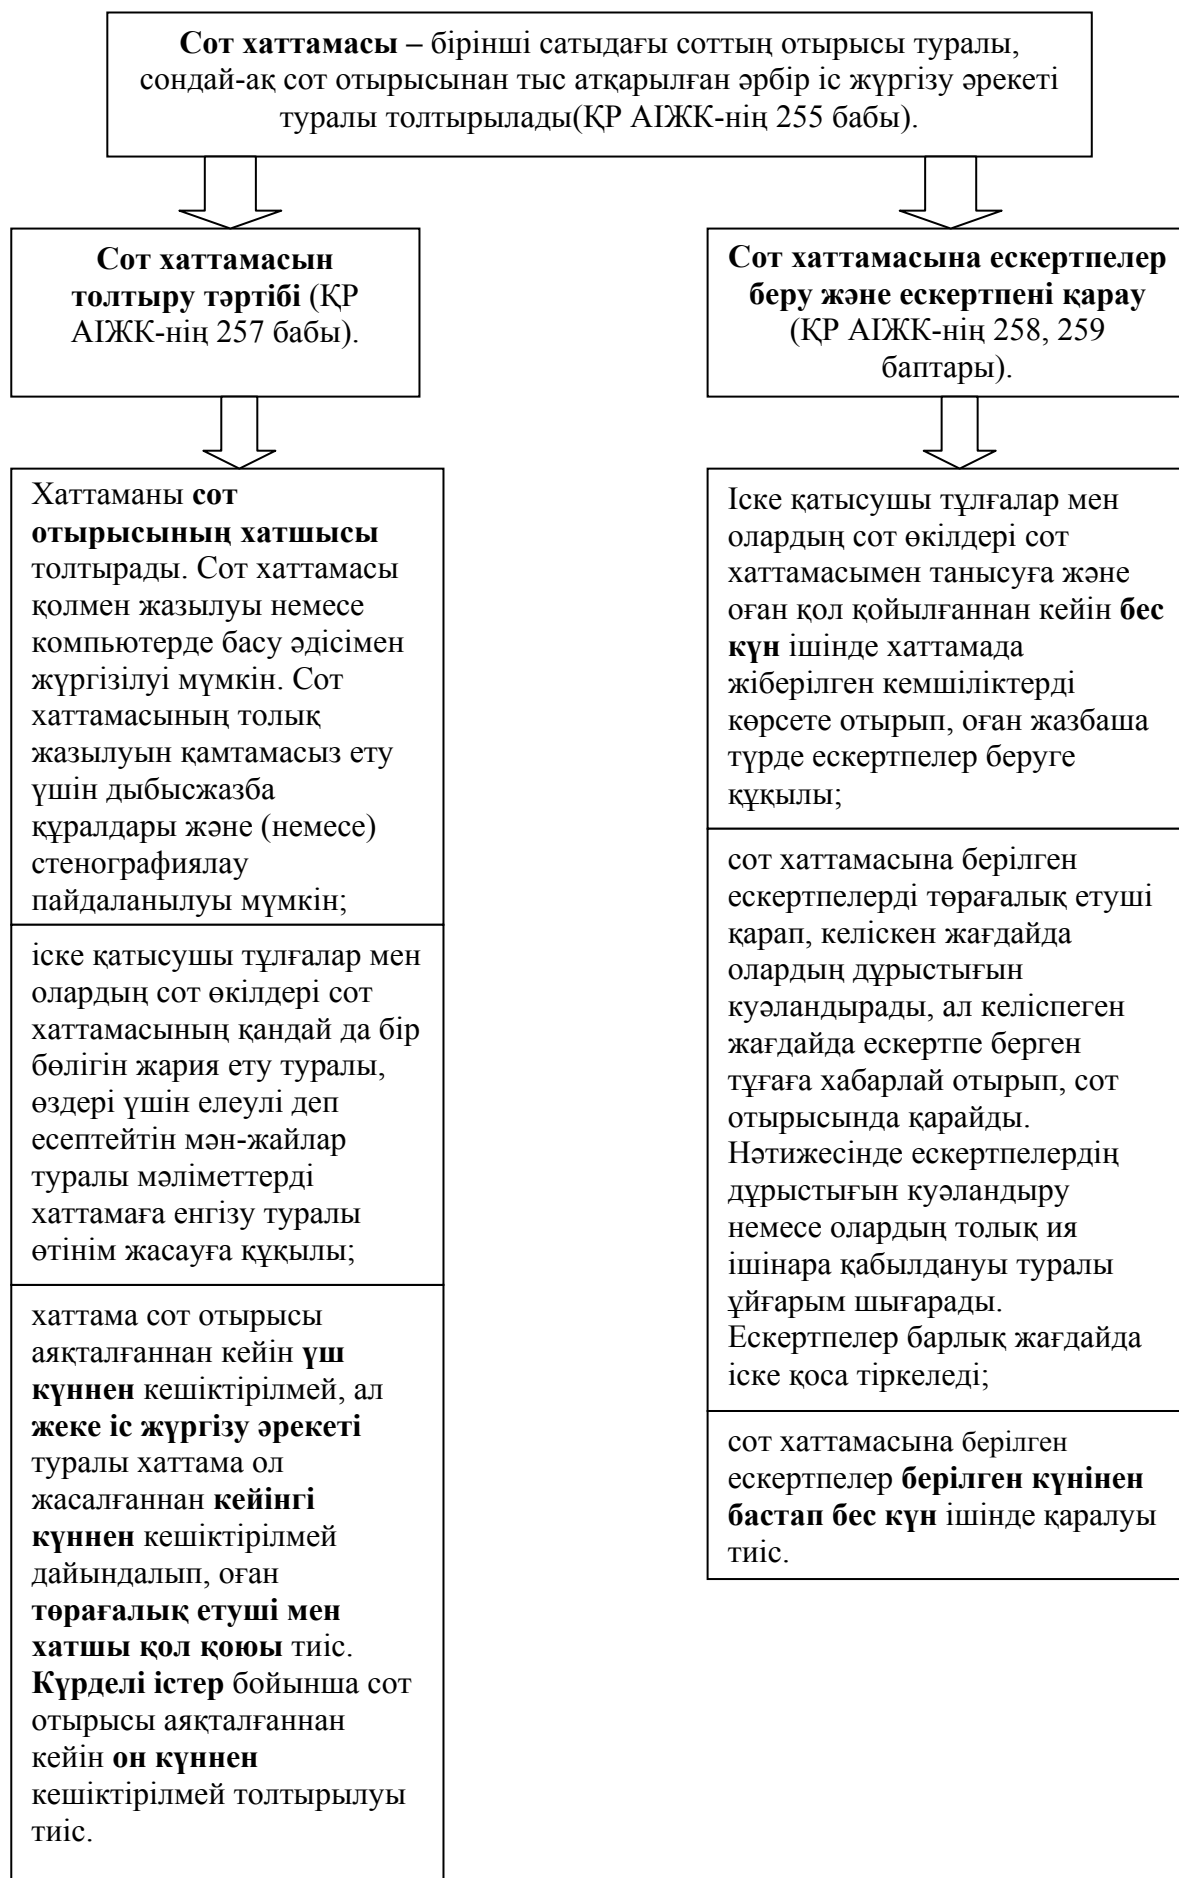 Сот хаттамасы – бірінші сатыдағы соттың отырысы туралы,
сондай-ақ сот отырысынан тыс атқарылған әрбір іс жүргізу әрекеті
туралы толтырылады(ҚР АІЖК-нің 255 бабы).
Сот хаттамасын
толтыру тәртібі (ҚР
АІЖК-нің 257 бабы).
Сот хаттамасына ескертпелер
беру және ескертпені қарау
(ҚР АІЖК-нің 258, 259
баптары).
Хаттаманы сот
отырысының хатшысы
толтырады. Сот хаттамасы
қолмен жазылуы немесе
компьютерде басу әдісімен
жүргізілуі мүмкін. Сот
хаттамасының толық
жазылуын қамтамасыз ету
үшін дыбысжазба
құралдары және (немесе)
стенографиялау
пайдаланылуы мүмкін;
іске қатысушы тұлғалар мен
олардың сот өкілдері сот
хаттамасының қандай да бір
бөлігін жария ету туралы,
өздері үшін елеулі деп
есептейтін мән-жайлар
туралы мәліметтерді
хаттамаға енгізу туралы
өтінім жасауға құқылы;
хаттама сот отырысы
аяқталғаннан кейін үш
күннен кешіктірілмей, ал
жеке іс жүргізу әрекеті
туралы хаттама ол
жасалғаннан кейінгі
күннен кешіктірілмей
дайындалып, оған
төрағалық етуші мен
хатшы қол қоюы тиіс.
Күрделі істер бойынша сот
отырысы аяқталғаннан
кейін он күннен
кешіктірілмей толтырылуы
тиіс.
Іске қатысушы тұлғалар мен
олардың сот өкілдері сот
хаттамасымен танысуға және
оған қол қойылғаннан кейін бес
күн ішінде хаттамада
жіберілген кемшіліктерді
көрсете отырып, оған жазбаша
түрде ескертпелер беруге
құқылы;
сот хаттамасына берілген
ескертпелерді төрағалық етуші
қарап, келіскен жағдайда
олардың дұрыстығын
куәландырады, ал келіспеген
жағдайда ескертпе берген
тұғаға хабарлай отырып, сот
отырысында қарайды.
Нәтижесінде ескертпелердің
дұрыстығын куәландыру
немесе олардың толық ия
ішінара қабылдануы туралы
ұйғарым шығарады.
Ескертпелер барлық жағдайда
іске қоса тіркеледі;
сот хаттамасына берілген
ескертпелер берілген күнінен
бастап бес күн ішінде қаралуы
тиіс.